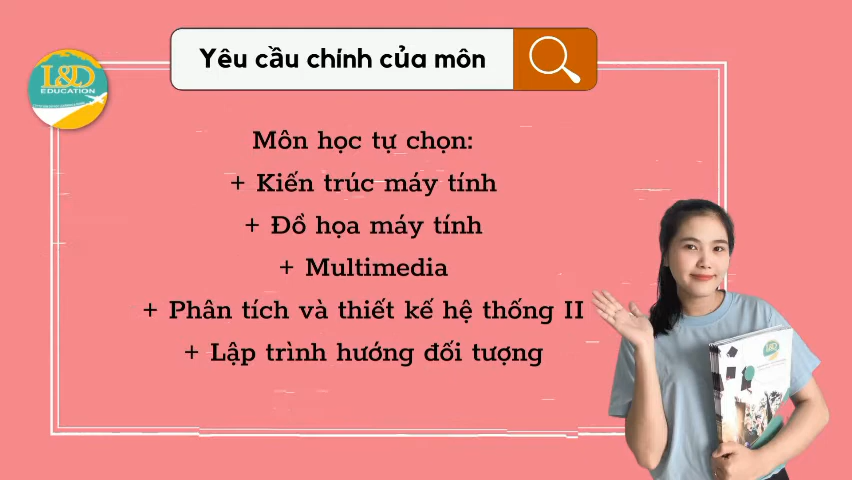 Yêu cầu chính của môn
L&D
EDUCATION
Môn học tự chọn:
+ Kiến trúc máy tính
+ Đồ họa máy tính
+ Multimedia
+ Phân tích và thiết kế hệ thống II
+ Lập trình hướng đối tượng